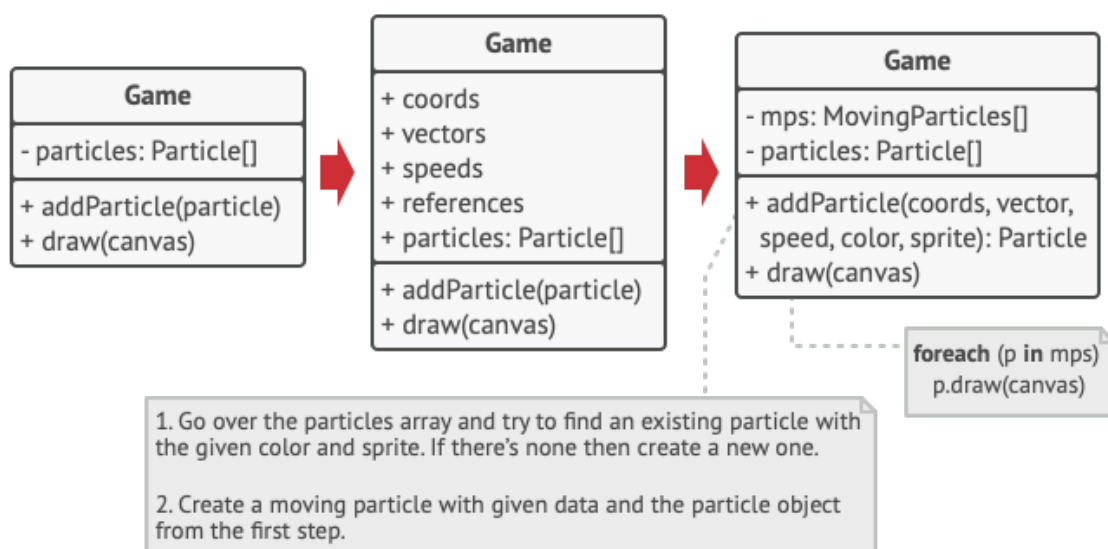 Game
- particles: Particle[]
+ addParticle(particle)
+ draw(canvas)
Game
+ coords
+ vectors
+ speeds
+ references
+ particles: Particle[]
+ addParticle(particle)
+ draw(canvas)
Game
- mps: MovingParticles[]
- particles: Particle[]
+ addParticle(coords, vector,
speed, color, sprite): Particle
+ draw(canvas)
foreach (p in mps)
p.draw(canvas)
1. Go over the particles array and try to find an existing particle with
the given color and sprite. If there’s none then create a new one.
2. Create a moving particle with given data and the particle object
from the first step.